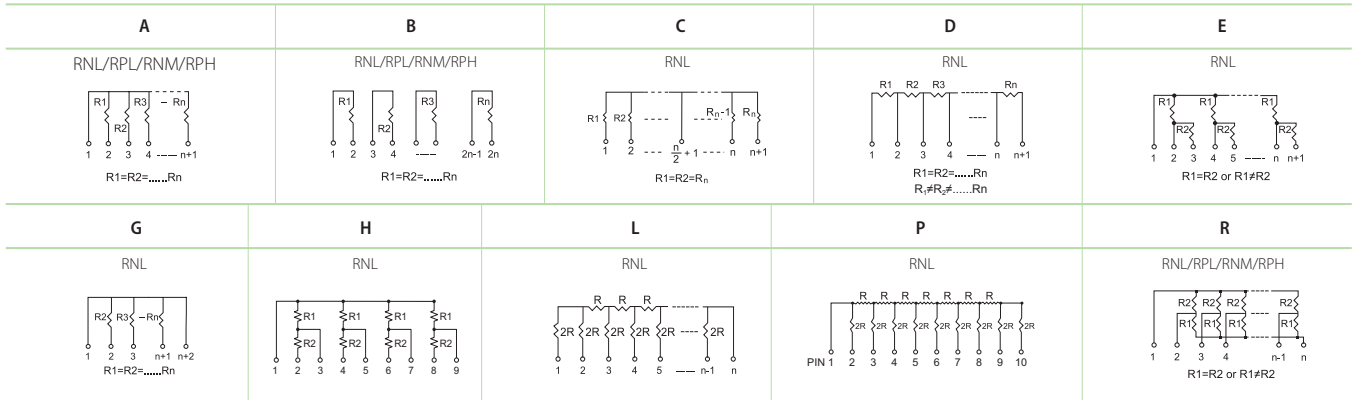 A B C D E
RNL/RPL/RNM/RPH RNL/RPL/RNM/RPH RNL RNL RNL
R1 R2 R3 Rn
1 2 3 4 n+1
R1=R2=......Rn
R1 R2 R3 Rn
1 2 3 4 2n-1 2n
R1=R2=......Rn
R1 R2 Rn-1 Rn
1 2 n/2 + 1 n n+1
R1=R2=Rn
R1 R2 R3 Rn
1 2 3 4 n n+1
R1=R2=......Rn
R1≠R2≠......Rn
R1 R1 R1
R2 R2 R2
1 2 3 4 5 n n+1
R1=R2 or R1≠R2
G H L P R
RNL RNL RNL RNL RNL/RPL/RNM/RPH
R2 R3 Rn
1 2 3 n+1 n+2
R1=R2=......Rn
R1 R1 R1 R1
R2 R2 R2 R2
1 2 3 4 5 6 7 8 9
R R R
2R 2R 2R 2R 2R 2R
1 2 3 4 5 n-1 n
R R R R R R R
2R 2R 2R 2R 2R 2R 2R 2R 2R
PIN 1 2 3 4 5 6 7 8 9 10
R2 R2 R2 R2
R1 R1 R1 R1
1 2 3 4 n-1 n
R1=R2 or R1≠R2